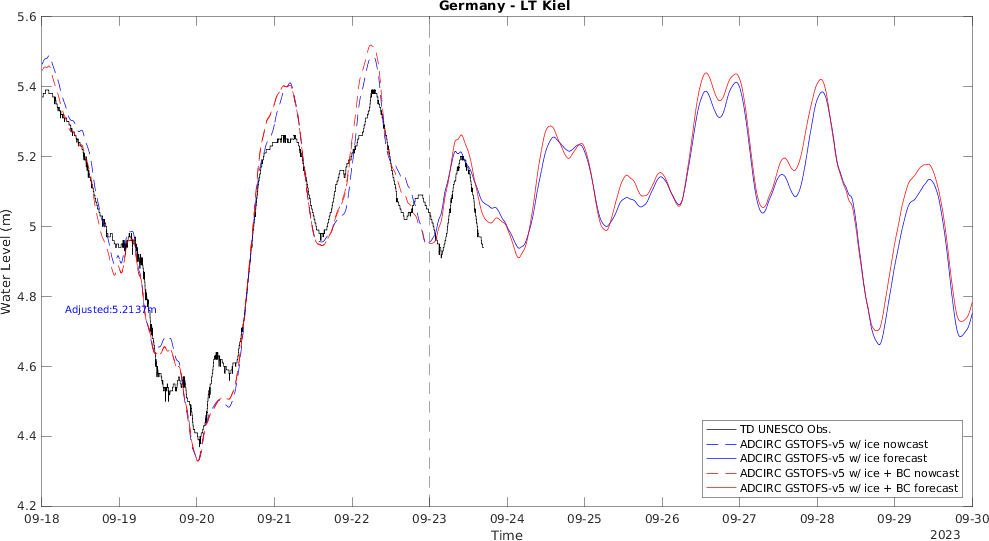 Germany - LT Kiel
5.6
5.4
5.2
5
4.8
4.6
4.4
4.2
Water Level (m)
Adjusted:5.2137m
TD UNESCO Obs.
ADCIRC GSTOFS-v5 w/ ice nowcast
ADCIRC GSTOFS-v5 w/ ice forecast
ADCIRC GSTOFS-v5 w/ ice + BC nowcast
ADCIRC GSTOFS-v5 w/ ice + BC forecast
09-18 09-19 09-20 09-21 09-22 09-23 09-24 09-25 09-26 09-27 09-28 09-29 09-30
Time
2023